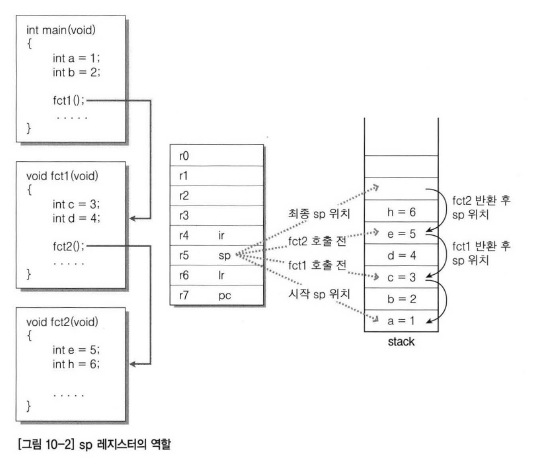 int main(void)
{
int a = 1;
int b = 2;
fct1();
.....
}
void fct1(void)
{
int c = 3;
int d = 4;
fct2();
.....
}
void fct2(void)
{
int e = 5;
int h = 6;
.....
}
r0
r1
r2
r3
r4 ir
r5 sp
r6 lr
r7 pc
최종 sp 위치
fct2 호출 전
fct1 호출 전
시작 sp 위치
h = 6
e = 5
d = 4
c = 3
b = 2
a = 1
stack
fct2 반환 후
sp 위치
fct1 반환 후
sp 위치
[그림 10-2] sp 레지스터의 역할